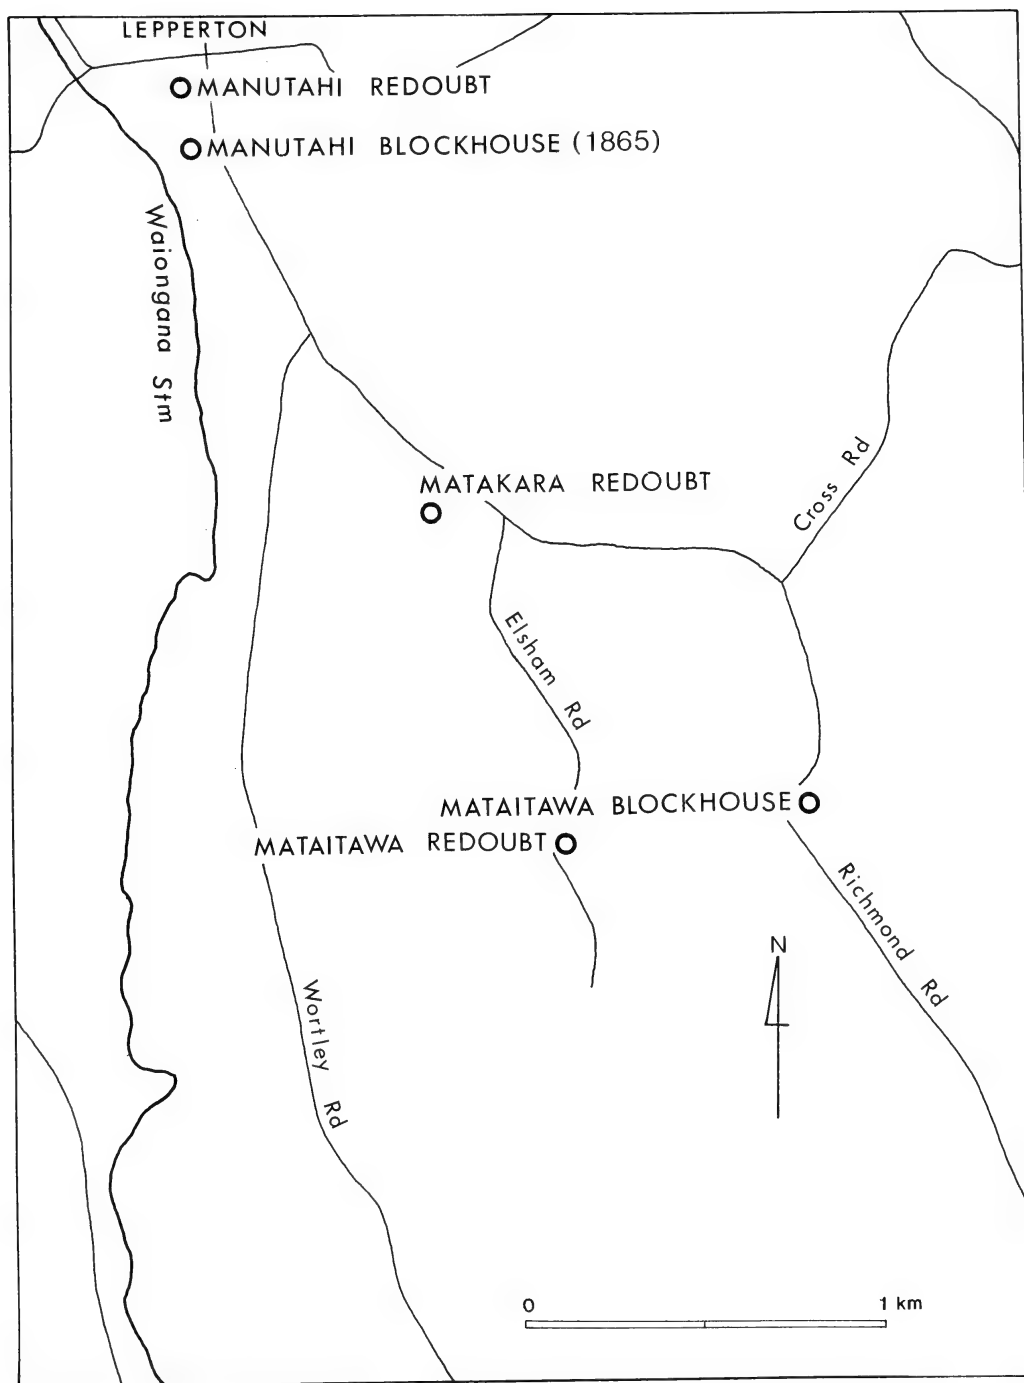 LEPPERTON
MANUTAHI REDOUBT
MANUTAHI BLOCKHOUSE (1865)
Waiongana Stm
Cross Rd
MATAKARA REDOUBT
Elsham Rd
MATAITAWA BLOCKHOUSE
MATAITAWA REDOUBT
Richmond Rd
N
Wortley Rd
0 1 km